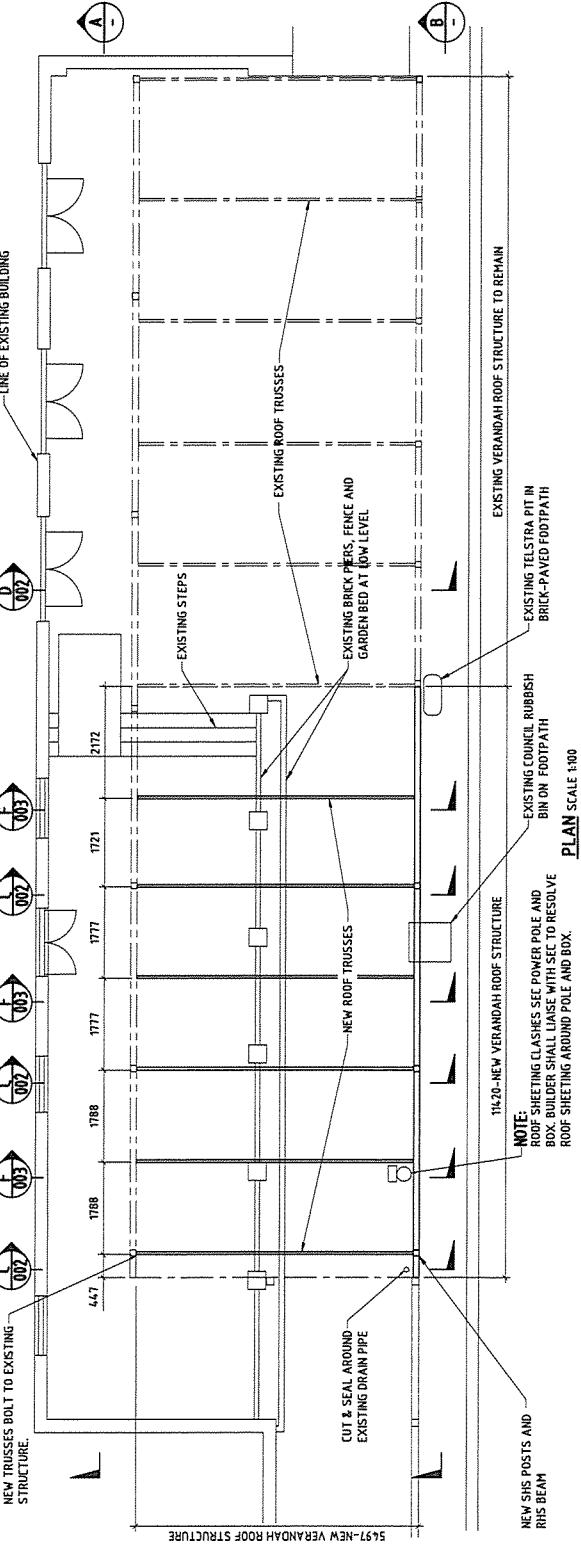 A
-
B
-
LINE OF EXISTING BUILDING
D
002
F
003
C
002
F
003
C
002
F
003
C
002
NEW TRUSSES BOLT TO EXISTING
STRUCTURE.
EXISTING ROOF TRUSSES
EXISTING STEPS
EXISTING BRICK PIERS, FENCE AND
GARDEN BED AT LOW LEVEL
2172
1721
1777
1777
1788
1788
447
NEW ROOF TRUSSES
CUT & SEAL AROUND
EXISTING DRAIN PIPE
NEW SHS POSTS AND
RHS BEAM
5497-NEW VERANDAH ROOF STRUCTURE
11420-NEW VERANDAH ROOF STRUCTURE
EXISTING VERANDAH ROOF STRUCTURE TO REMAIN
EXISTING TELSTRA PIT IN
BRICK-PAVED FOOTPATH
EXISTING COUNCIL RUBBISH
BIN ON FOOTPATH
NOTE:
ROOF SHEETING CLASHES SEC POWER POLE AND
BOX. BUILDER SHALL LIAISE WITH SEC TO RESOLVE
ROOF SHEETING AROUND POLE AND BOX.
PLAN SCALE 1:100